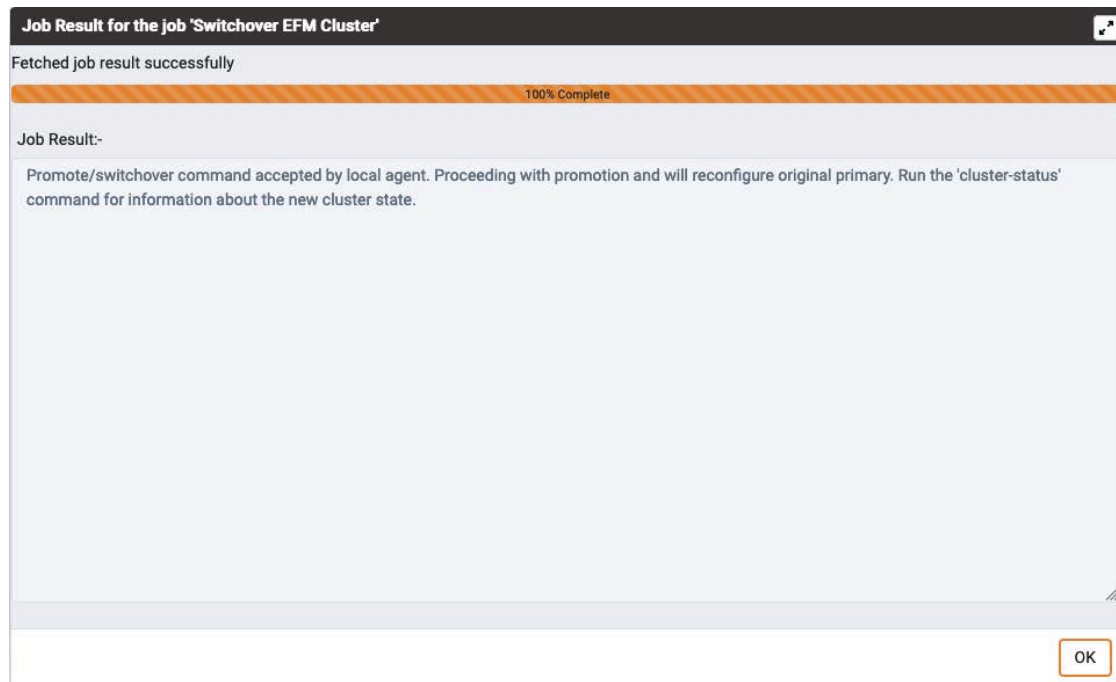 Job Result for the job 'Switchover EFM Cluster'
Fetched job result successfully
100% Complete
Job Result:-
Promote/switchover command accepted by local agent. Proceeding with promotion and will reconfigure original primary. Run the 'cluster-status'
command for information about the new cluster state.
OK